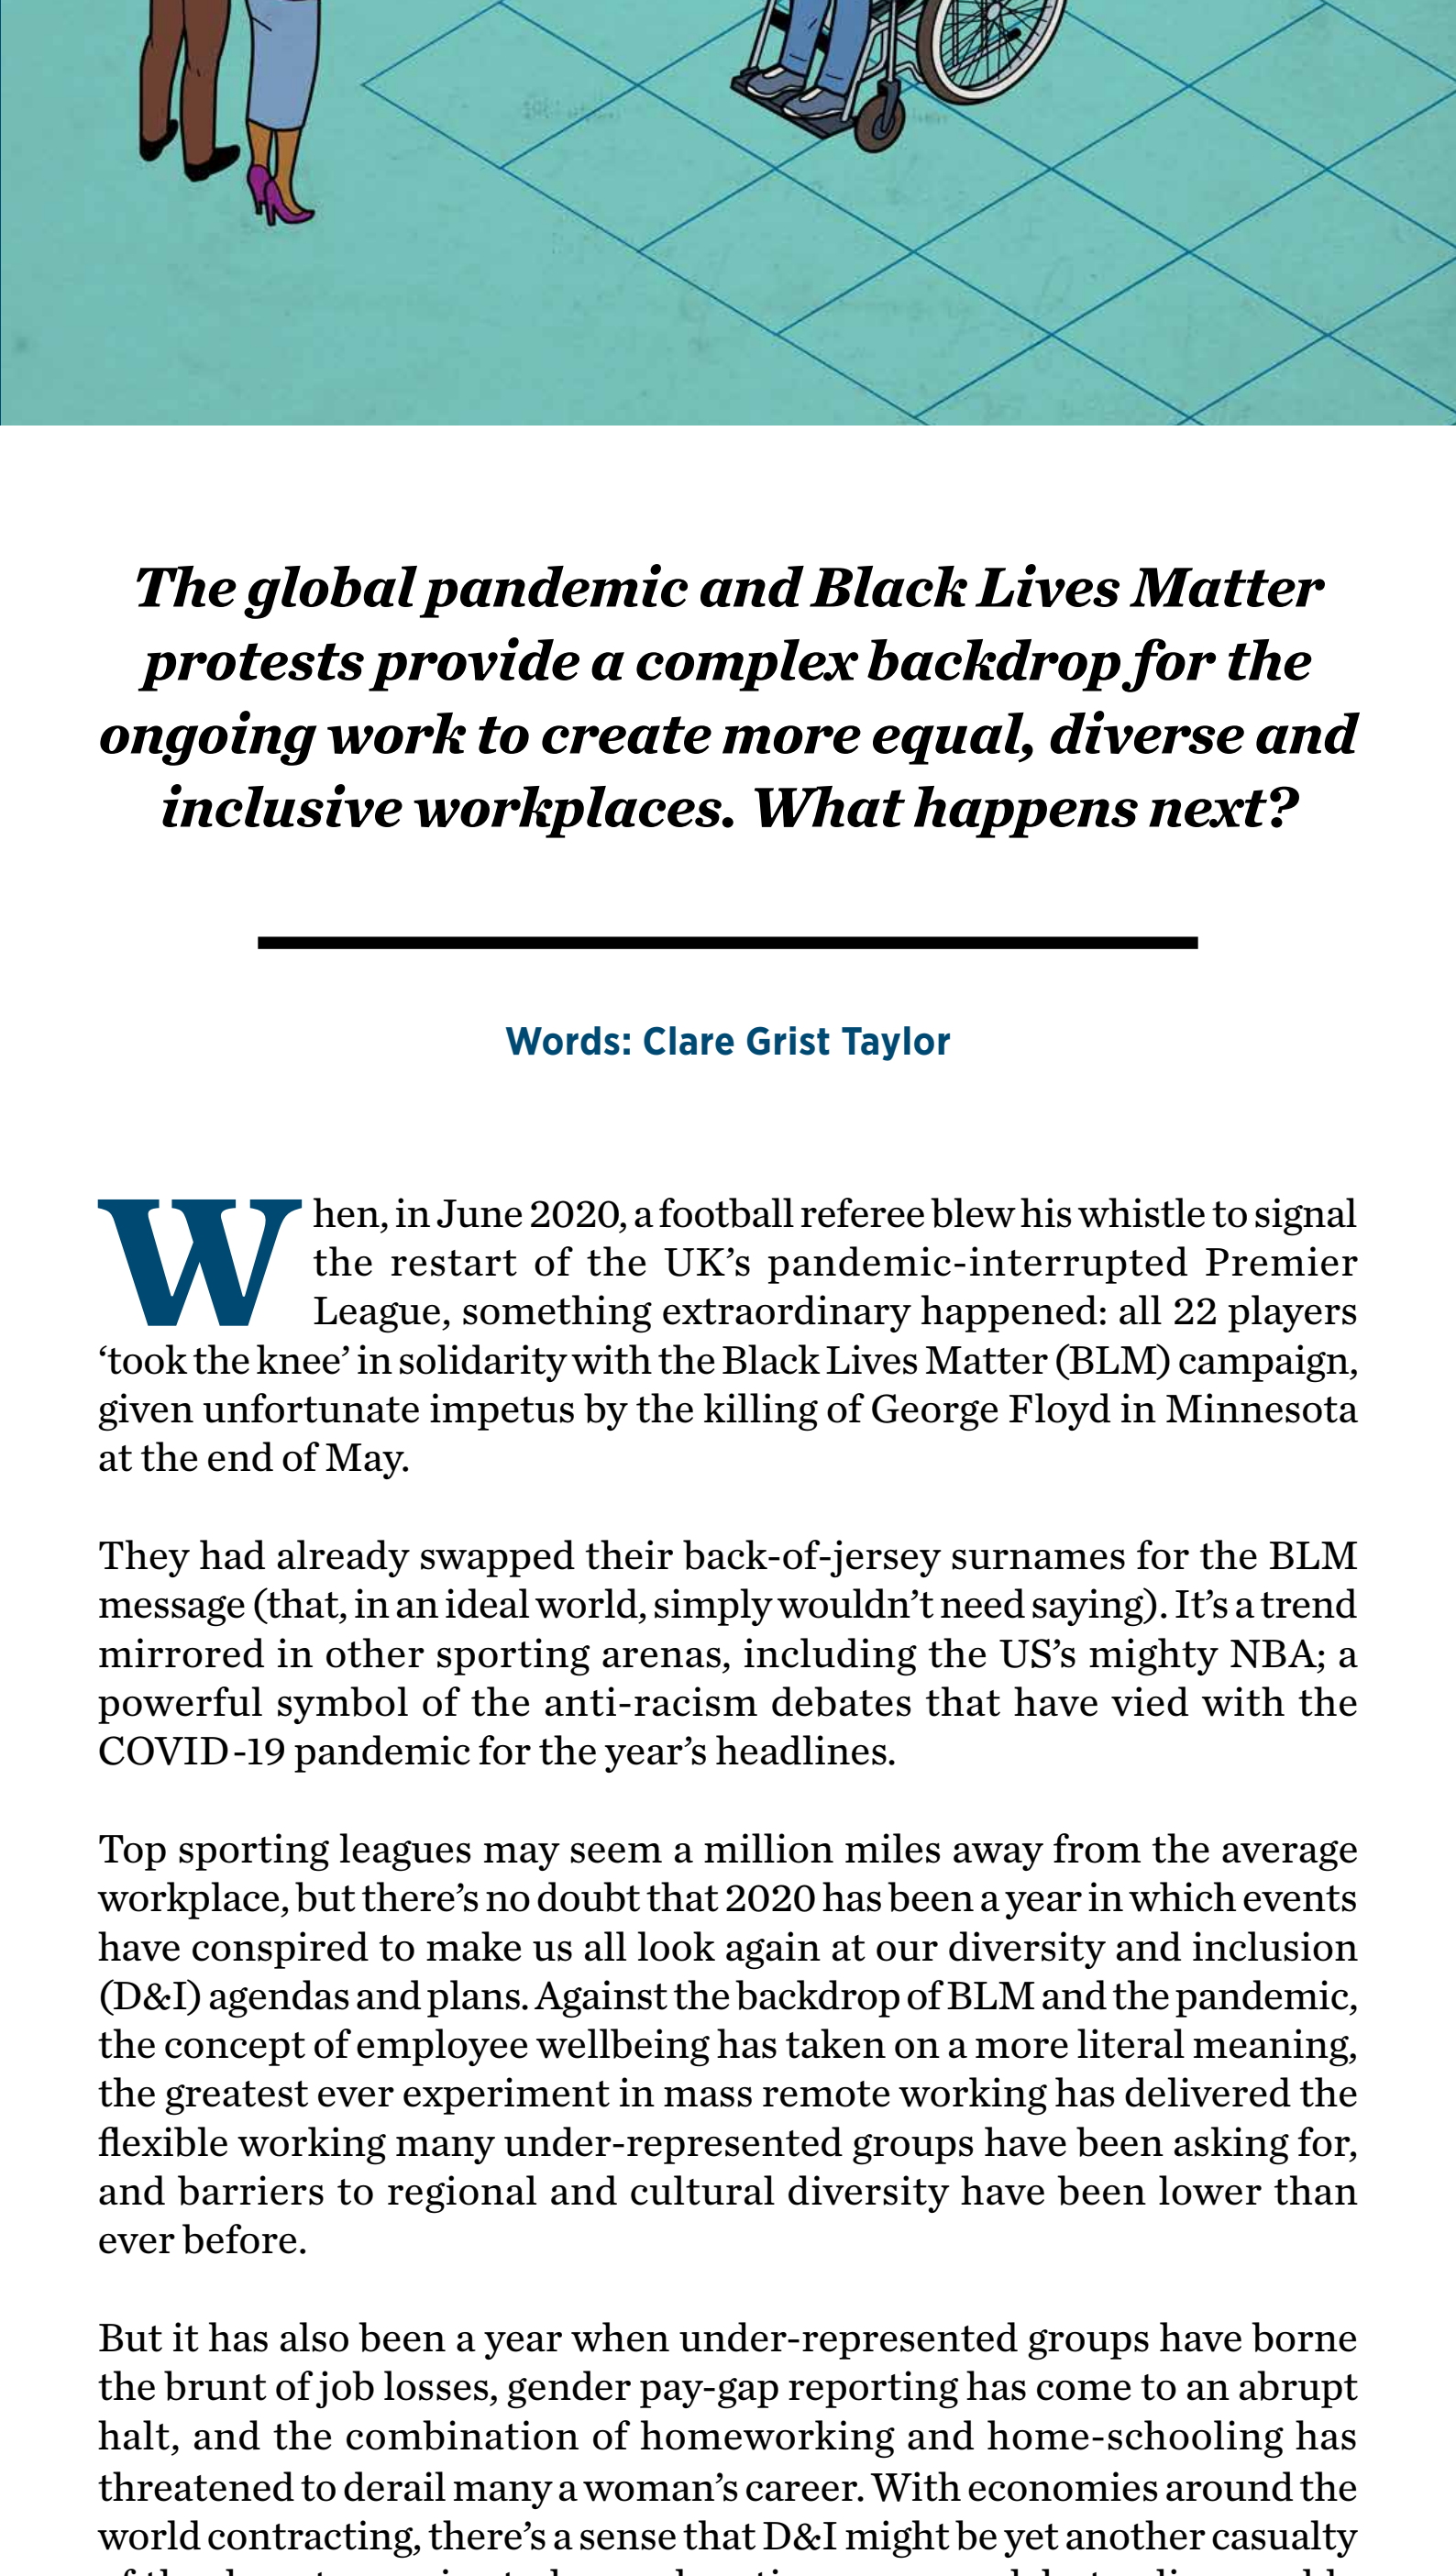 The global pandemic and Black Lives Matter
protests provide a complex backdrop for the
ongoing work to create more equal, diverse and
inclusive workplaces. What happens next?
Words: Clare Grist Taylor
When, in June 2020, a football referee blew his whistle to signal
the restart of the UK’s pandemic-interrupted Premier
League, something extraordinary happened: all 22 players
‘took the knee’ in solidarity with the Black Lives Matter (BLM) campaign,
given unfortunate impetus by the killing of George Floyd in Minnesota
at the end of May.
They had already swapped their back-of-jersey surnames for the BLM
message (that, in an ideal world, simply wouldn’t need saying). It’s a trend
mirrored in other sporting arenas, including the US’s mighty NBA; a
powerful symbol of the anti-racism debates that have vied with the
COVID-19 pandemic for the year’s headlines.
Top sporting leagues may seem a million miles away from the average
workplace, but there’s no doubt that 2020 has been a year in which events
have conspired to make us all look again at our diversity and inclusion
(D&I) agendas and plans. Against the backdrop of BLM and the pandemic,
the concept of employee wellbeing has taken on a more literal meaning,
the greatest ever experiment in mass remote working has delivered the
flexible working many under-represented groups have been asking for,
and barriers to regional and cultural diversity have been lower than
ever before.
But it has also been a year when under-represented groups have borne
the brunt of job losses, gender pay-gap reporting has come to an abrupt
halt, and the combination of homeworking and home-schooling has
threatened to derail many a woman’s career. With economies around the
world contracting, there’s a sense that D&I might be yet another casualty